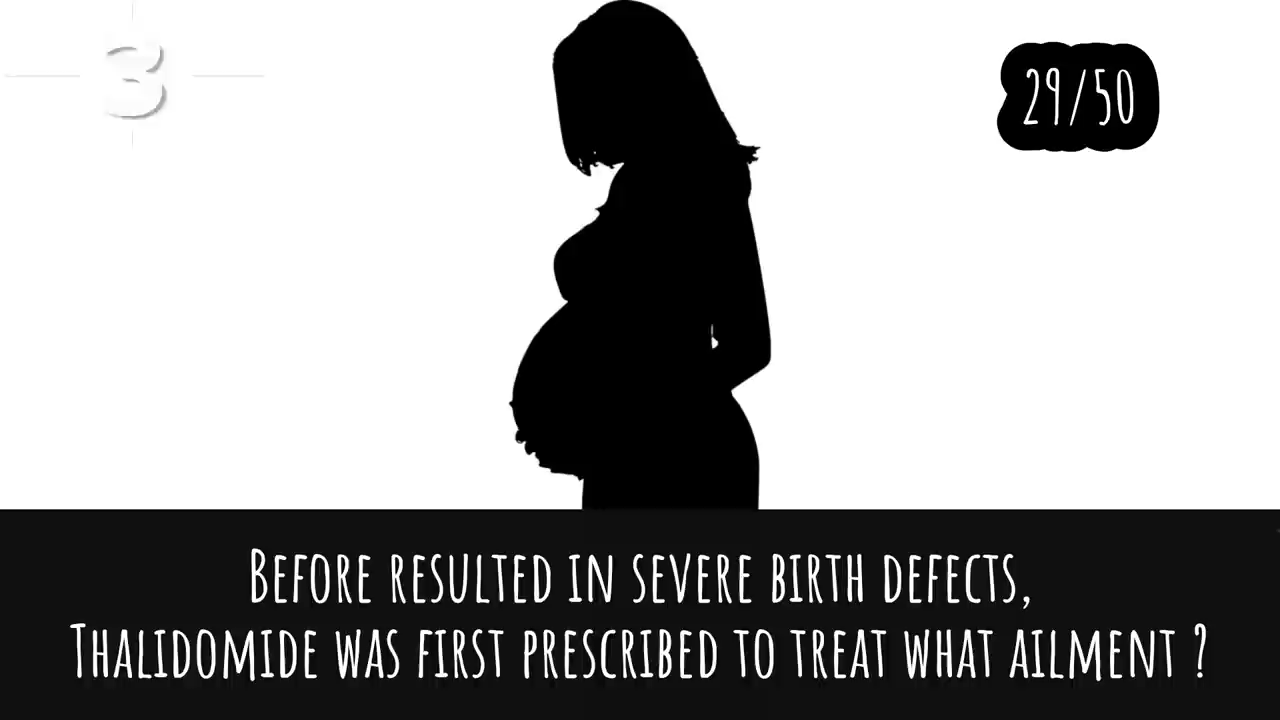 3
29/50
Before resulted in severe birth defects,
Thalidomide was first prescribed to treat what ailment ?